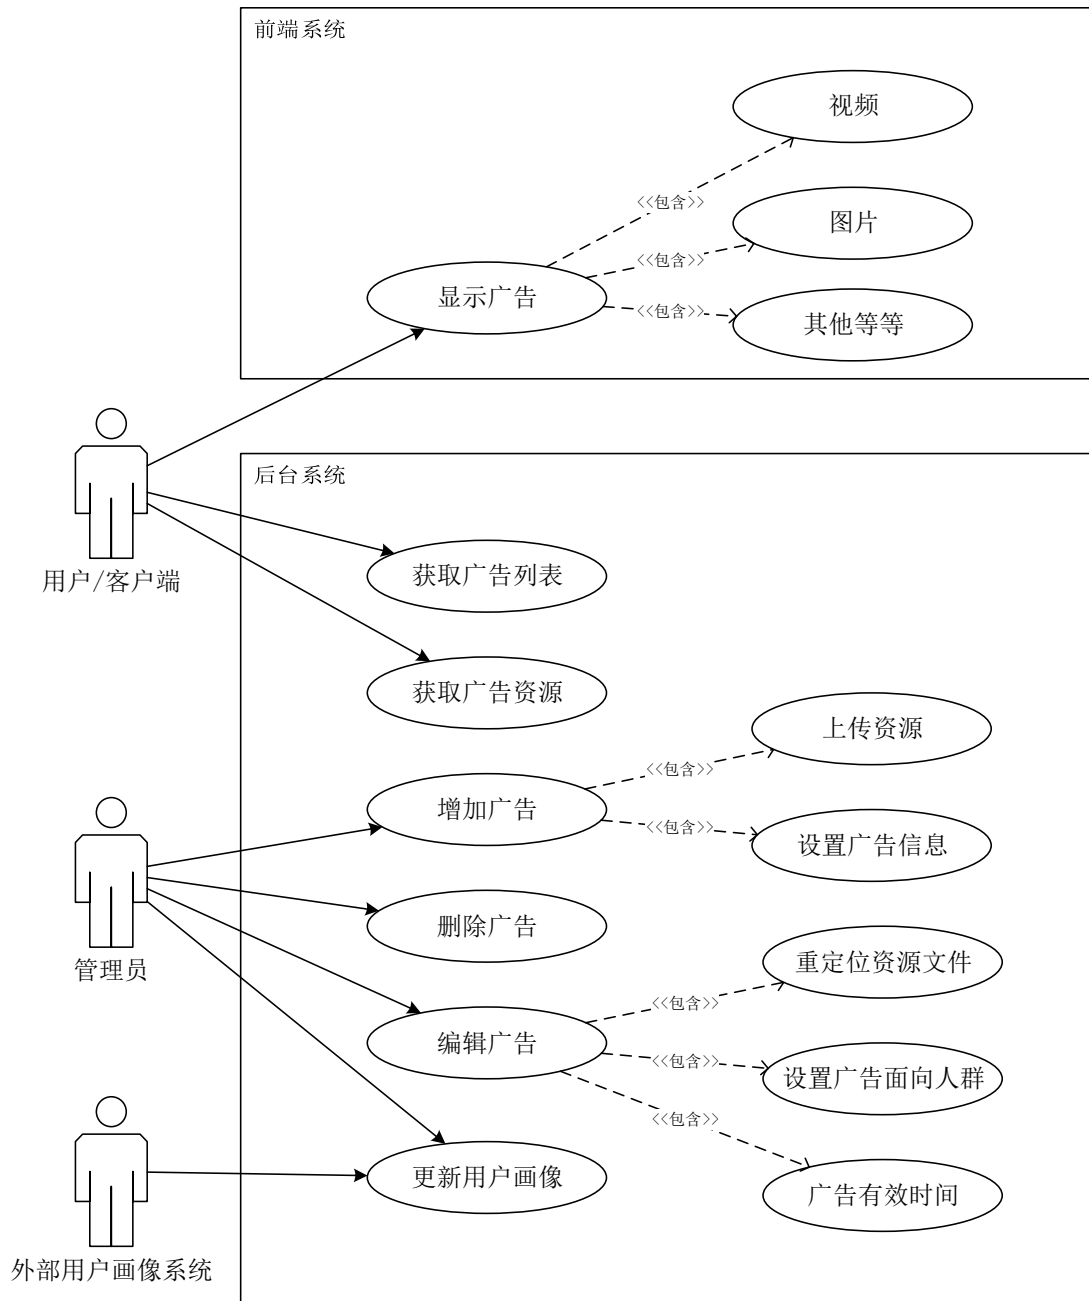 前端系统
视频
<<包含>>
图片
<<包含>>
显示广告
<<包含>>
其他等等
用户/客户端
后台系统
获取广告列表
获取广告资源
上传资源
<<包含>>
增加广告
<<包含>>
设置广告信息
管理员
删除广告
重定位资源文件
<<包含>>
编辑广告
<<包含>>
设置广告面向人群
<<包含>>
外部用户画像系统
更新用户画像
广告有效时间